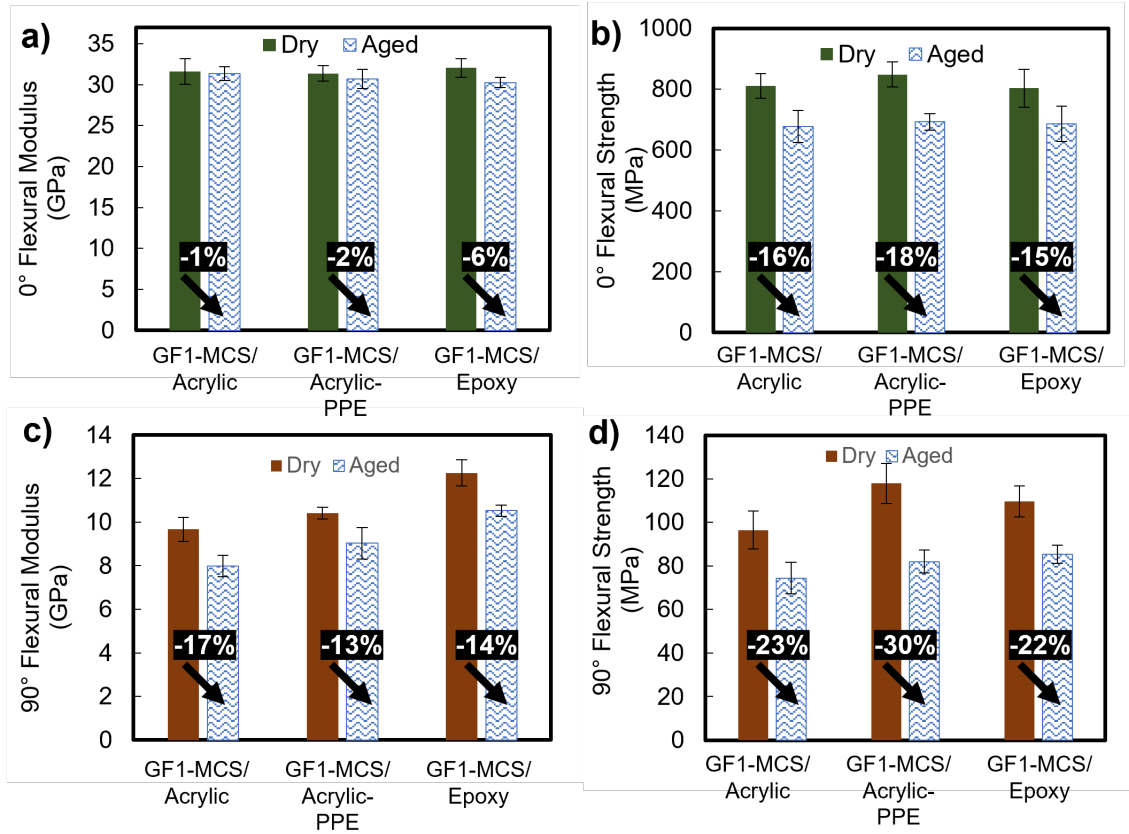 a)
Dry Aged
0° Flexural Modulus
(GPa)
35
30
25
20
15
10
5
0
-1%
-2%
-6%
GF1-MCS/
Acrylic
GF1-MCS/
Acrylic-
PPE
GF1-MCS/
Epoxy
b)
Dry Aged
0° Flexural Strength
(MPa)
1000
800
600
400
200
0
-16%
-18%
-15%
GF1-MCS/
Acrylic
GF1-MCS/
Acrylic-
PPE
GF1-MCS/
Epoxy
c)
Dry Aged
90° Flexural Modulus
(GPa)
14
12
10
8
6
4
2
0
-17%
-13%
-14%
GF1-MCS/
Acrylic
GF1-MCS/
Acrylic-
PPE
GF1-MCS/
Epoxy
d)
Dry Aged
90° Flexural Strength
(MPa)
140
120
100
80
60
40
20
0
-23%
-30%
-22%
GF1-MCS/
Acrylic
GF1-MCS/
Acrylic-
PPE
GF1-MCS/
Epoxy